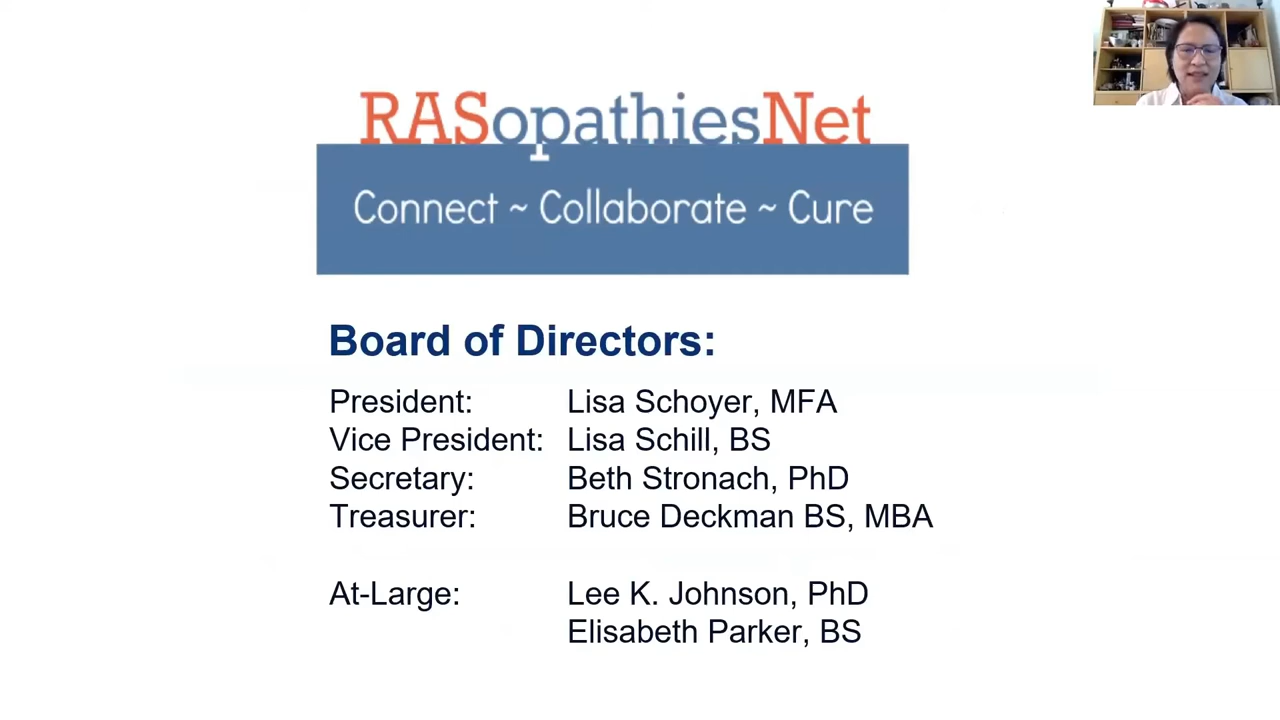 RASopathiesNet
Connect ~ Collaborate ~ Cure
Board of Directors:
President: Lisa Schoyer, MFA
Vice President: Lisa Schill, BS
Secretary: Beth Stronach, PhD
Treasurer: Bruce Deckman BS, MBA
At-Large: Lee K. Johnson, PhD
Elisabeth Parker, BS